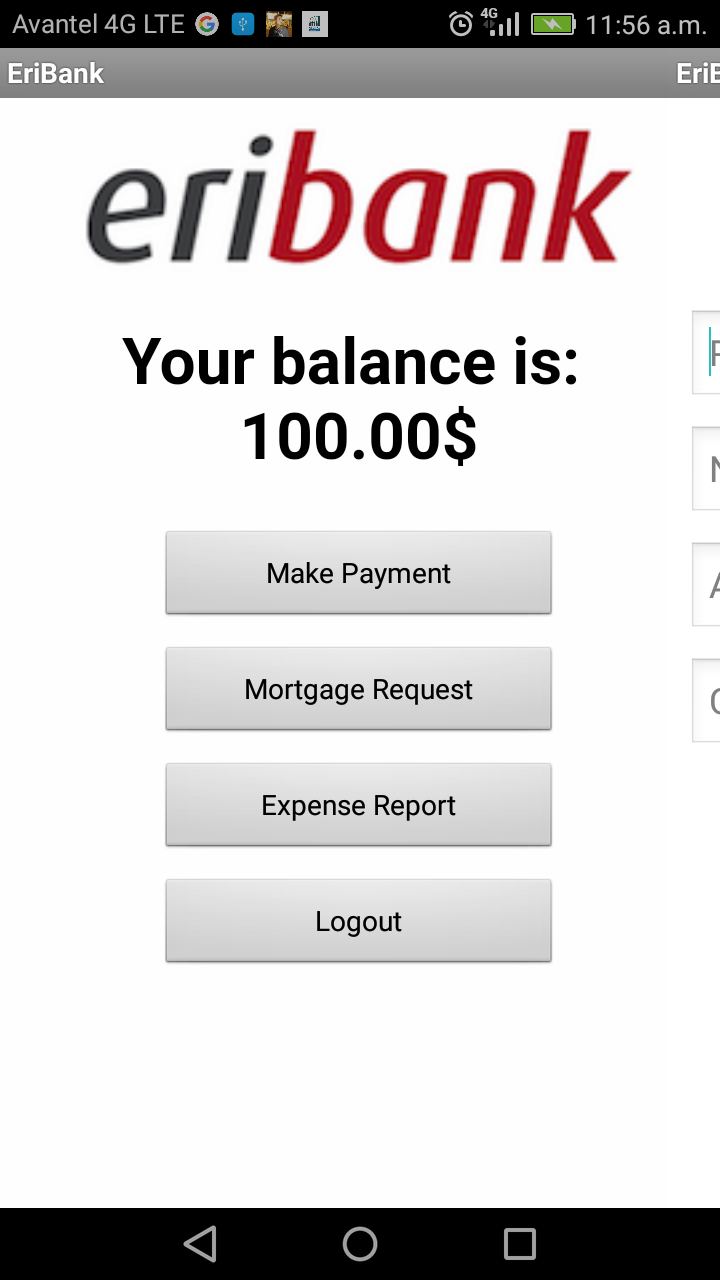 Avantel 4G LTE 4G 11:56 a.m.
EriBank
eribank
Your balance is:
100.00$
Make Payment
Mortgage Request
Expense Report
Logout